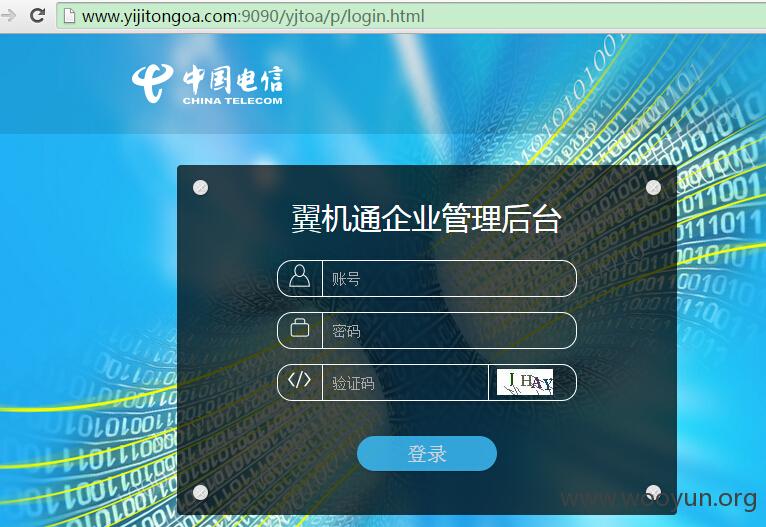 www.yijitongoa.com:9090/yjtoa/p/login.html
中国电信
CHINA TELECOM
翼机通企业管理后台
账号
密码
</> 验证码 JHAY
登录
www.wooyun.org